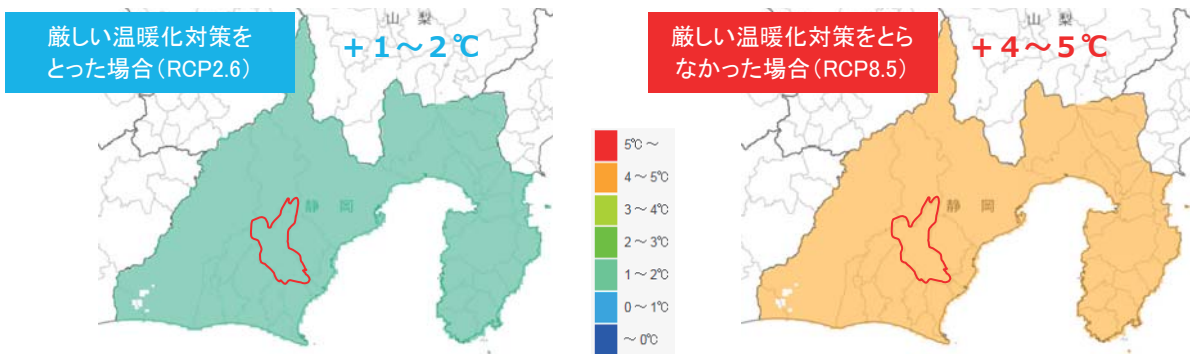 厳しい温暖化対策を
とった場合（RCP2.6）
＋１～２℃
山　梨
静　岡
5℃～
4～5℃
3～4℃
2～3℃
1～2℃
0～1℃
～0℃
厳しい温暖化対策をとら
なかった場合（RCP8.5）
＋４～５℃
山　梨
静　岡